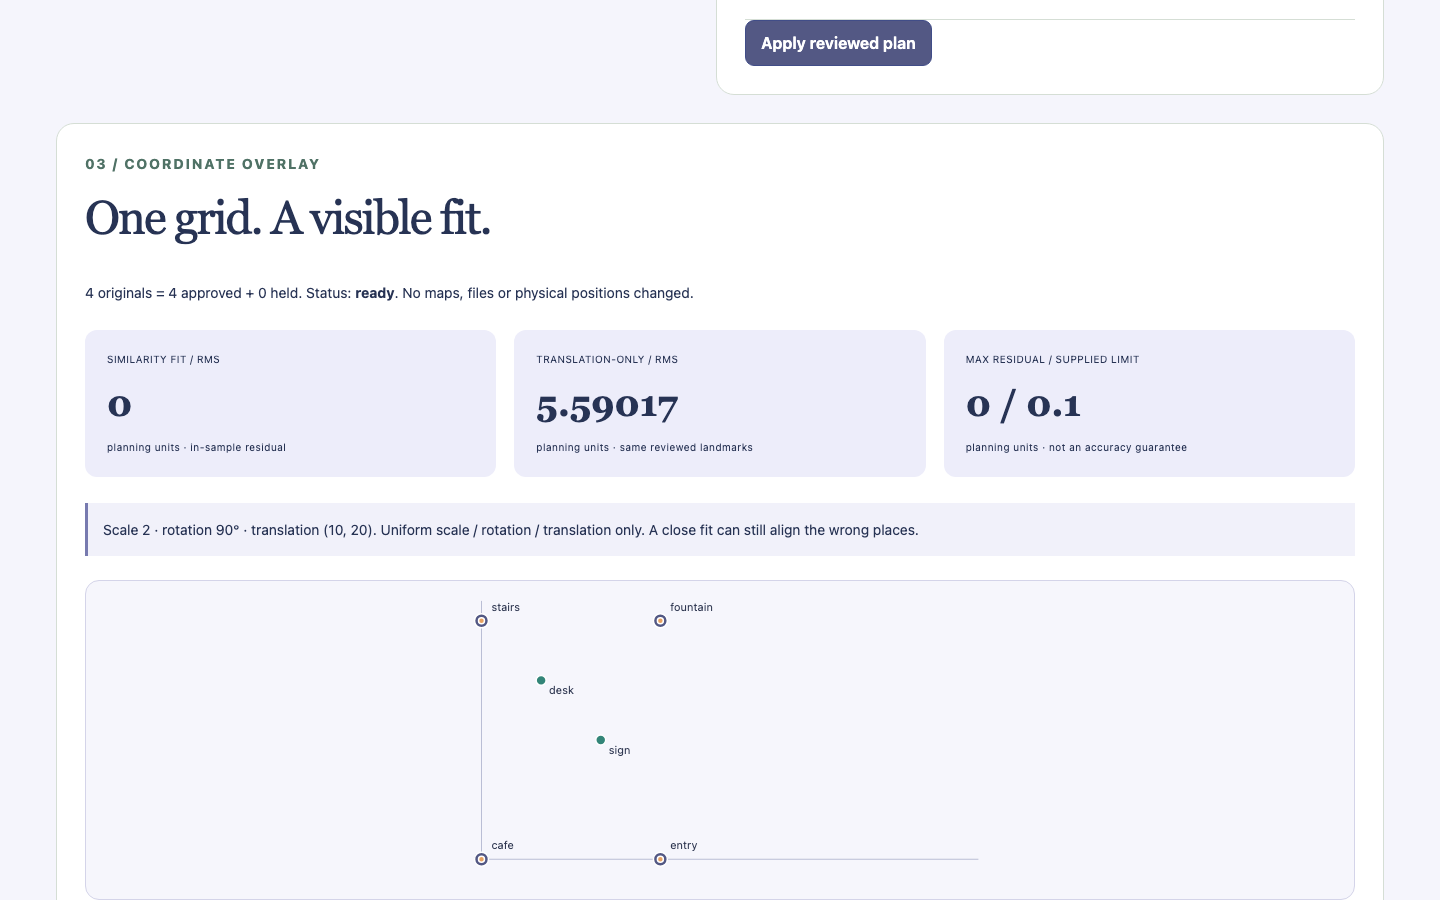 Apply reviewed plan
03 / COORDINATE OVERLAY
One grid. A visible fit.
4 originals = 4 approved + 0 held. Status: ready. No maps, files or physical positions changed.
SIMILARITY FIT / RMS
0
planning units · in-sample residual
TRANSLATION-ONLY / RMS
5.59017
planning units · same reviewed landmarks
MAX RESIDUAL / SUPPLIED LIMIT
0 / 0.1
planning units · not an accuracy guarantee
Scale 2 · rotation 90° · translation (10, 20). Uniform scale / rotation / translation only. A close fit can still align the wrong places.
stairs
fountain
desk
sign
cafe
entry